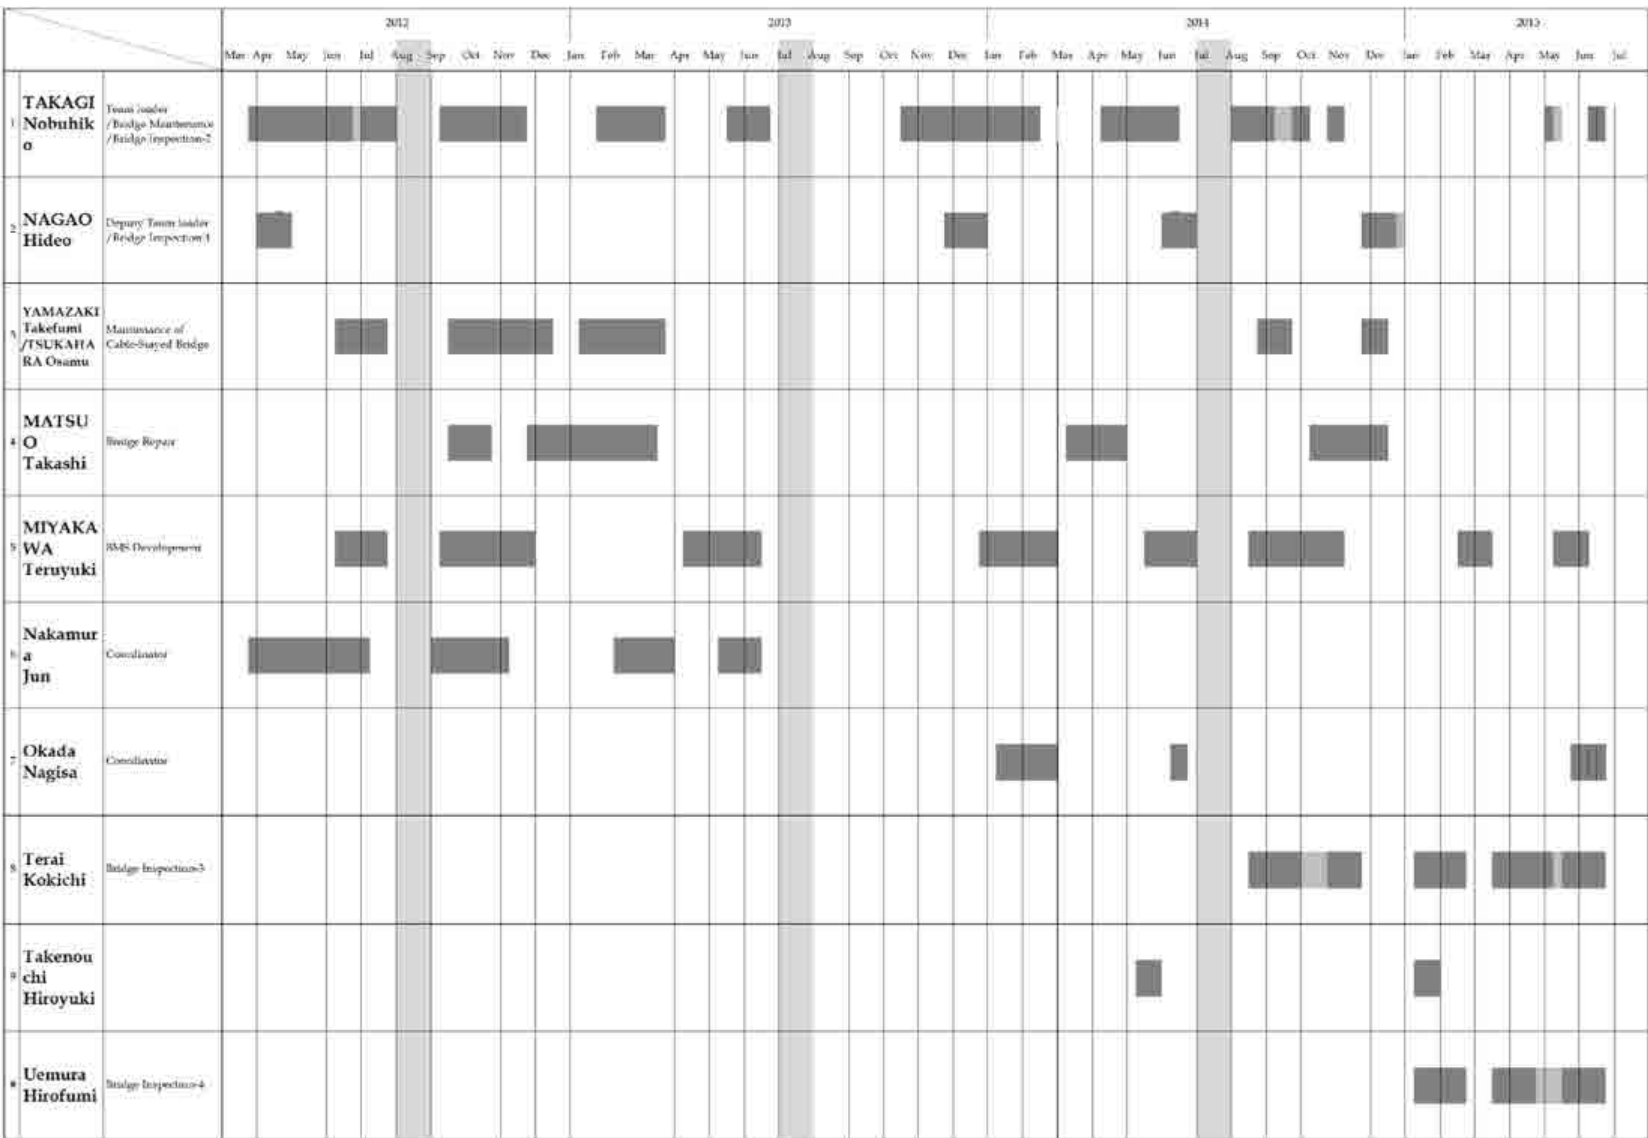 2012 2013 2014 2015
Mar Apr May Jun Jul Aug Sep Oct Nov Dec Jan Feb Mar Apr May Jun Jul Aug Sep Oct Nov Dec Jan Feb Mar Apr May Jun Jul Aug Sep Oct Nov Dec Jan Feb Mar Apr May Jun Jul
1
TAKAGI
Nobuhik
o
Team leader
/Bridge Maintenance
/Bridge Inspection-2
2
NAGAO
Hideo
Deputy Team leader
/Bridge Inspection-1
3
YAMAZAKI
Takefumi
/TSUKAHA
RA Osamu
Maintenance of
Cable-Stayed Bridge
4
MATSU
O
Takashi
Bridge Repair
5
MIYAKA
WA
Teruyuki
BMS Development
6
Nakamur
a
Jun
Coordinator
7
Okada
Nagisa
Coordinator
8
Terai
Kokichi
Bridge Inspection-3
9
Takenou
chi
Hiroyuki
Uemura
Hirofumi
Bridge Inspection-4